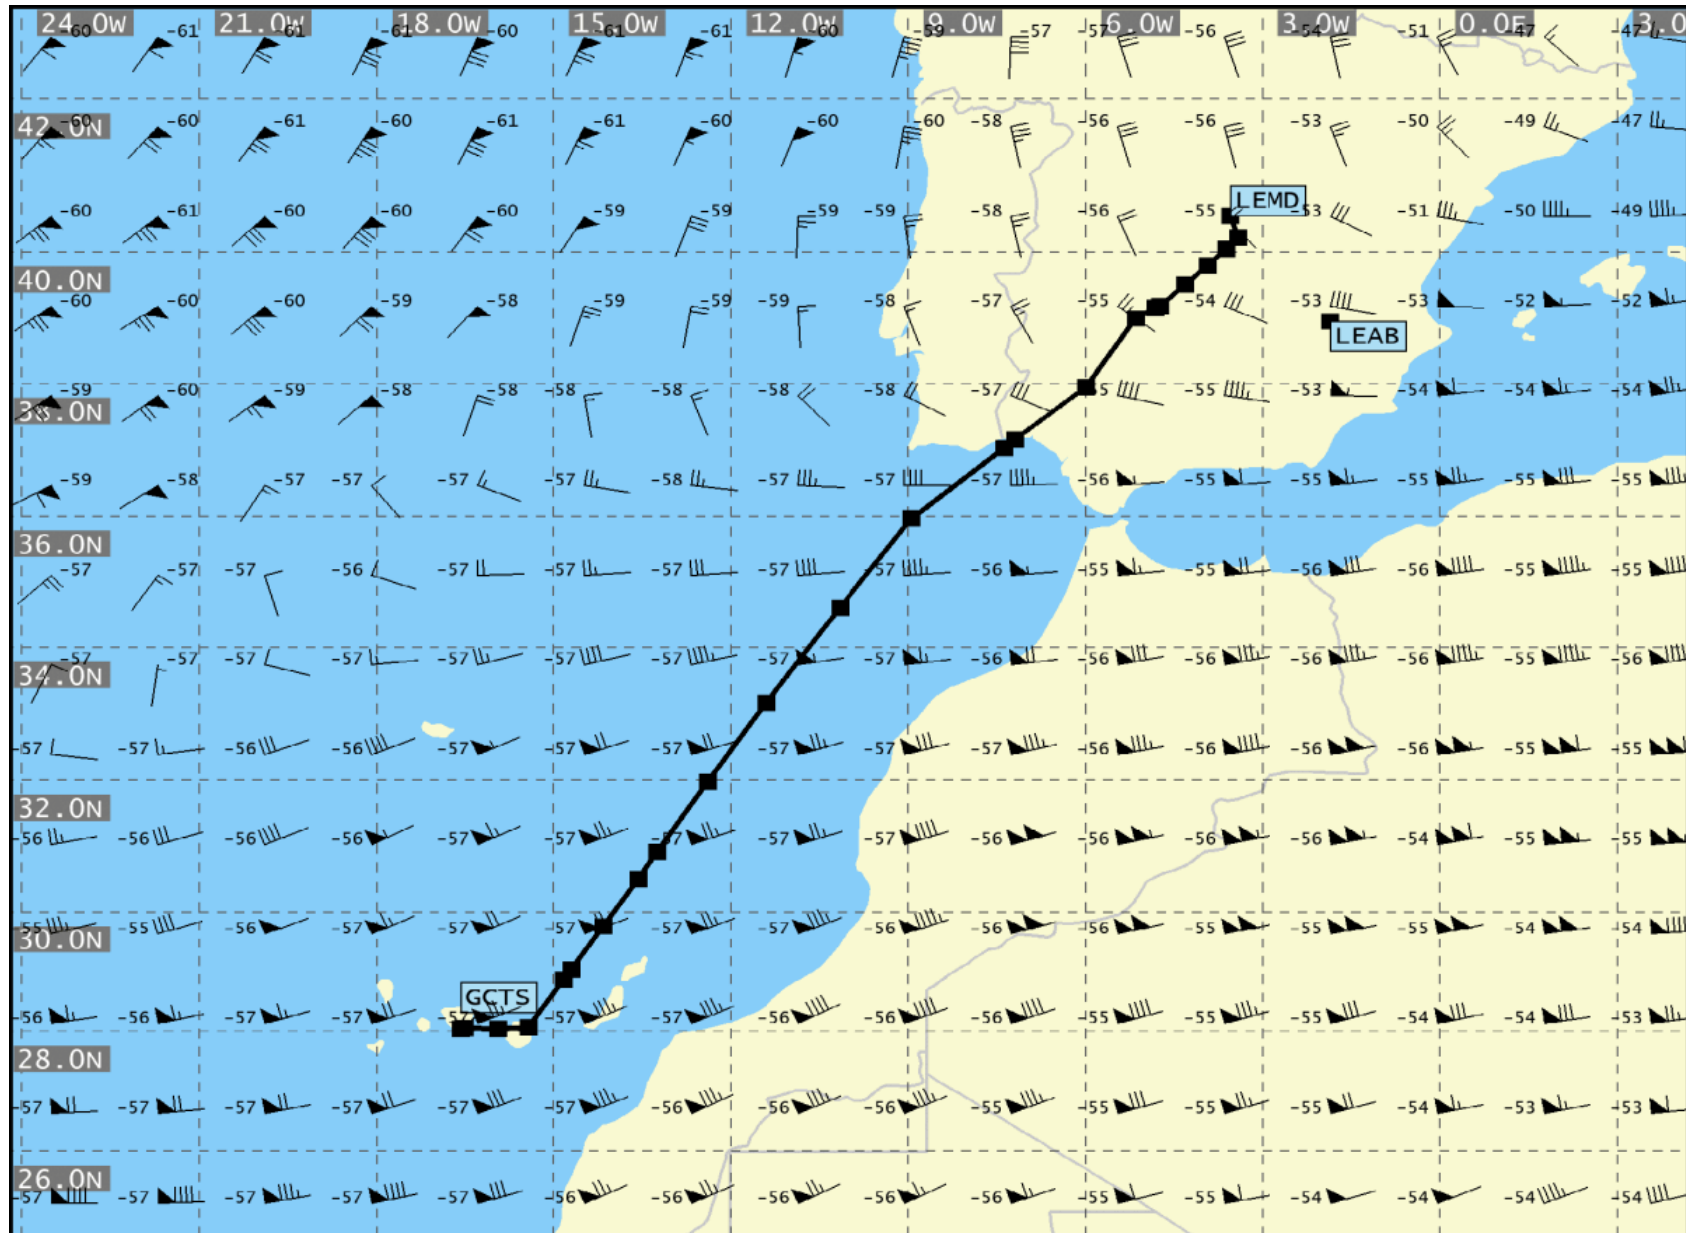 24.0W 21.0W 18.0W 15.0W 12.0W 9.0W 6.0W 3.0W 0.0E 3.0
-60 -61 -61 -61 -60 -61 -61 -60 -59 -57 -57 -56 -54 -51 -47 -47
42.0N
-60 -60 -61 -60 -61 -61 -60 -60 -60 -58 -56 -56 -53 -50 -49 -47
LEMD
-60 -61 -60 -60 -60 -59 -59 -59 -59 -58 -56 -55 -53 -51 -50 -49
40.0N
-60 -60 -60 -59 -58 -59 -59 -59 -58 -57 -55 -54 -53 -53 -52 -52
LEAB
-59 -60 -59 -58 -58 -58 -58 -58 -58 -57 5 -55 -53 -54 -54 -54
38.0N
-59 -58 -57 -57 -57 -57 -58 -57 -57 -57 -56 -55 -55 -55 -55 -55
36.0N
-57 -57 -57 -56 -57 -57 -57 -57 -57 -56 -55 -55 -56 -56 -55 -55
-57 -57 -57 -57 -57 -57 -57 -57 -57 -56 -56 -56 -56 -56 -55 -56
34.0N
-57 -57 -56 -56 -57 -57 -57 -57 -57 -57 -56 -56 -56 -56 -55 -55
32.0N
-56 -56 -56 -56 -57 -57 -57 -57 -57 -56 -56 -56 -56 -54 -55 -55
-55 -55 -56 -57 -57 -57 -57 -57 -56 -56 -56 -55 -55 -55 -54 -54
30.0N
GCTS
-56 -56 -57 -57 -57 -57 -57 -56 -56 -56 -55 -55 -55 -54 -54 -53
28.0N
-57 -57 -57 -57 -57 -57 -56 -56 -56 -55 -55 -55 -55 -54 -53 -53
26.0N
-57 -57 -57 -57 -57 -56 -56 -56 -56 -56 -55 -55 -54 -54 -54 -54